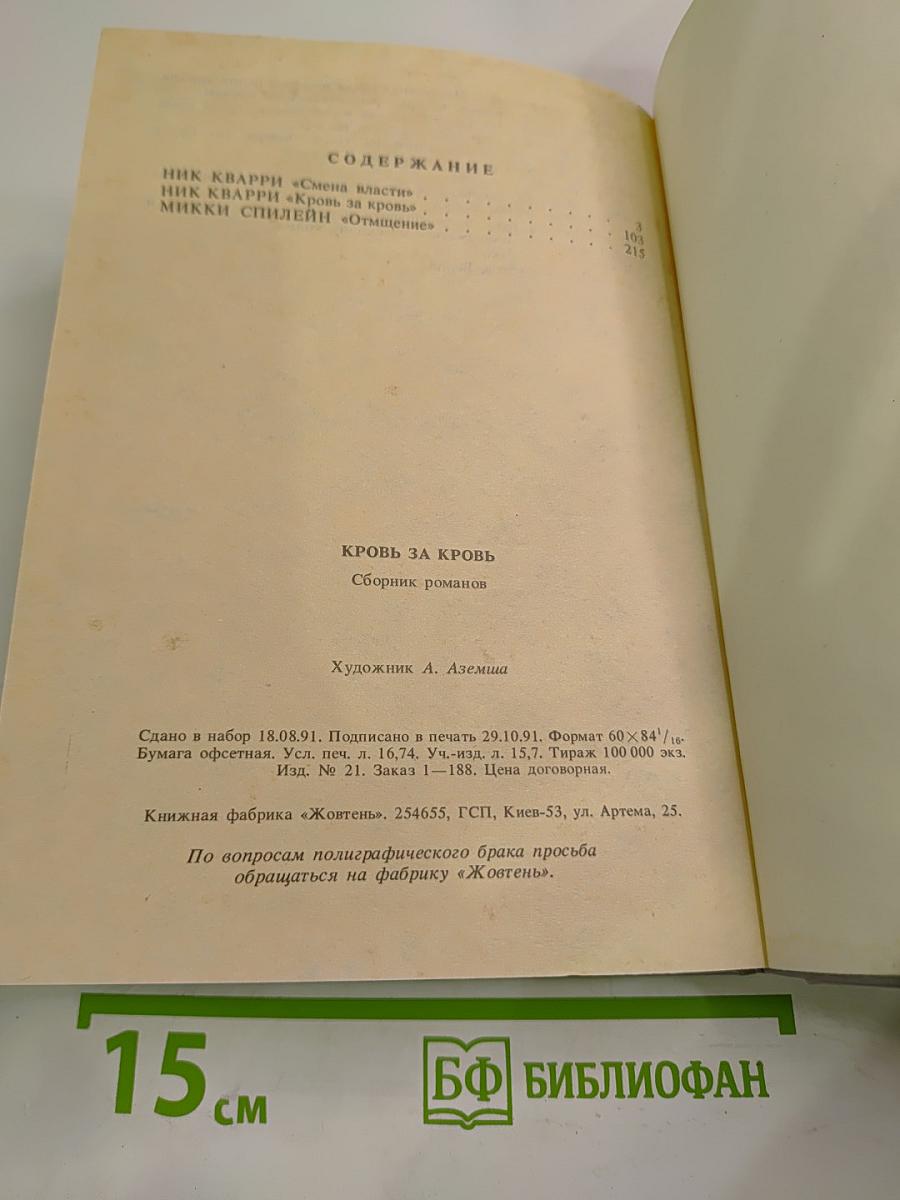 СОДЕРЖАНИЕ
НИК КВАРРИ «Смена власти» . . . . . . . . 3
НИК КВАРРИ «Кровь за кровь» . . . . . . . . 103
МИККИ СПИЛЕЙН «Отмщение» . . . . . . . . 215
КРОВЬ ЗА КРОВЬ
Сборник романов
Художник А. Аземша
Сдано в набор 18.08.91. Подписано в печать 29.10.91. Формат 60×84¹/₁₆.
Бумага офсетная. Усл. печ. л. 16,74. Уч.-изд. л. 15,7. Тираж 100 000 экз.
Изд. № 21. Заказ 1—188. Цена договорная.
Книжная фабрика «Жовтень». 254655, ГСП, Киев-53, ул. Артема, 25.
По вопросам полиграфического брака просьба
обращаться на фабрику «Жовтень».
15 см
БФ БИБЛИОФАН